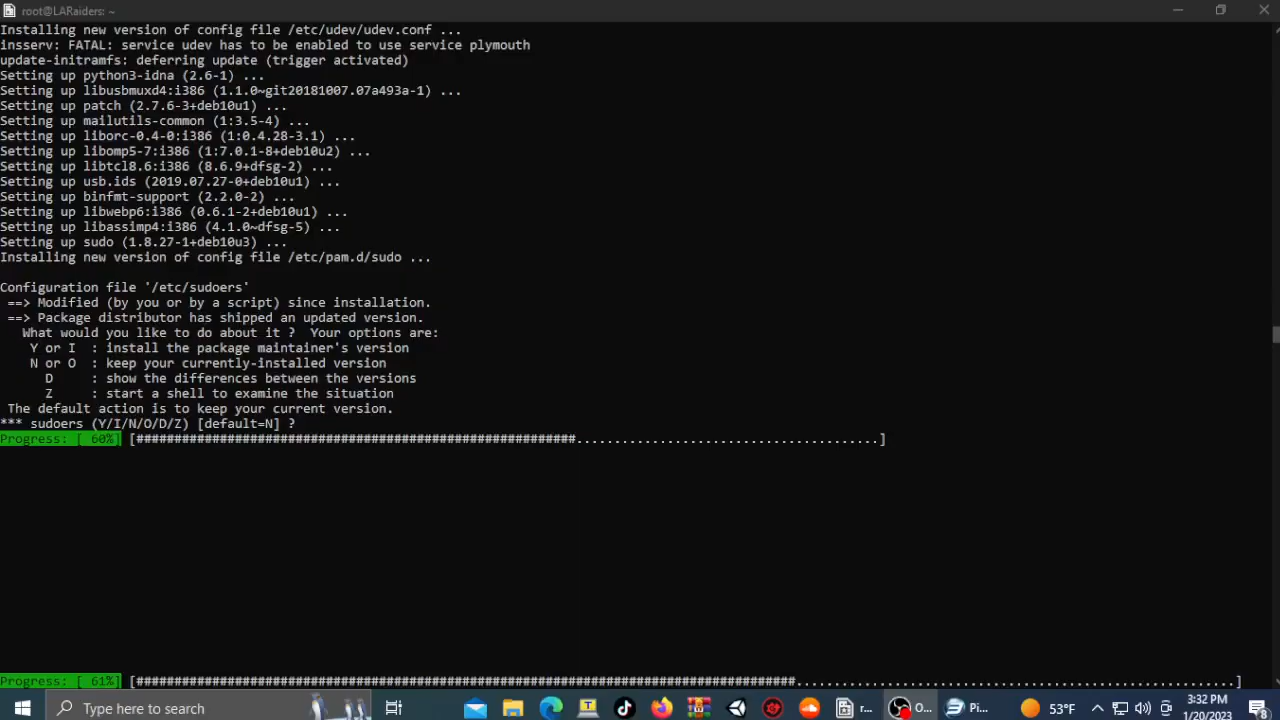 root@LARaiders: ~
Installing new version of config file /etc/udev/udev.conf ...
insserv: FATAL: service udev has to be enabled to use service plymouth
update-initramfs: deferring update (trigger activated)
Setting up python3-idna (2.6-1) ...
Setting up libusbmuxd4:i386 (1.1.0~git20181007.07a493a-1) ...
Setting up patch (2.7.6-3+deb10u1) ...
Setting up mailutils-common (1:3.5-4) ...
Setting up liborc-0.4-0:i386 (1:0.4.28-3.1) ...
Setting up libomp5-7:i386 (1:7.0.1-8+deb10u2) ...
Setting up libtcl8.6:i386 (8.6.9+dfsg-2) ...
Setting up usb.ids (2019.07.27-0+deb10u1) ...
Setting up binfmt-support (2.2.0-2) ...
Setting up libwebp6:i386 (0.6.1-2+deb10u1) ...
Setting up libassimp4:i386 (4.1.0~dfsg-5) ...
Setting up sudo (1.8.27-1+deb10u3) ...
Installing new version of config file /etc/pam.d/sudo ...
Configuration file '/etc/sudoers'
==> Modified (by you or by a script) since installation.
==> Package distributor has shipped an updated version.
What would you like to do about it ?  Your options are:
Y or I  : install the package maintainer's version
N or O  : keep your currently-installed version
D     : show the differences between the versions
Z     : start a shell to examine the situation
The default action is to keep your current version.
*** sudoers (Y/I/N/O/D/Z) [default=N] ?
Progress: [ 60%] [##########################################################........................................]
Progress: [ 61%] [#######################################################################################..........................................................]
Type here to search
T
r...
O...
Pi...
53°F
3:32 PM
1/20/2023
8